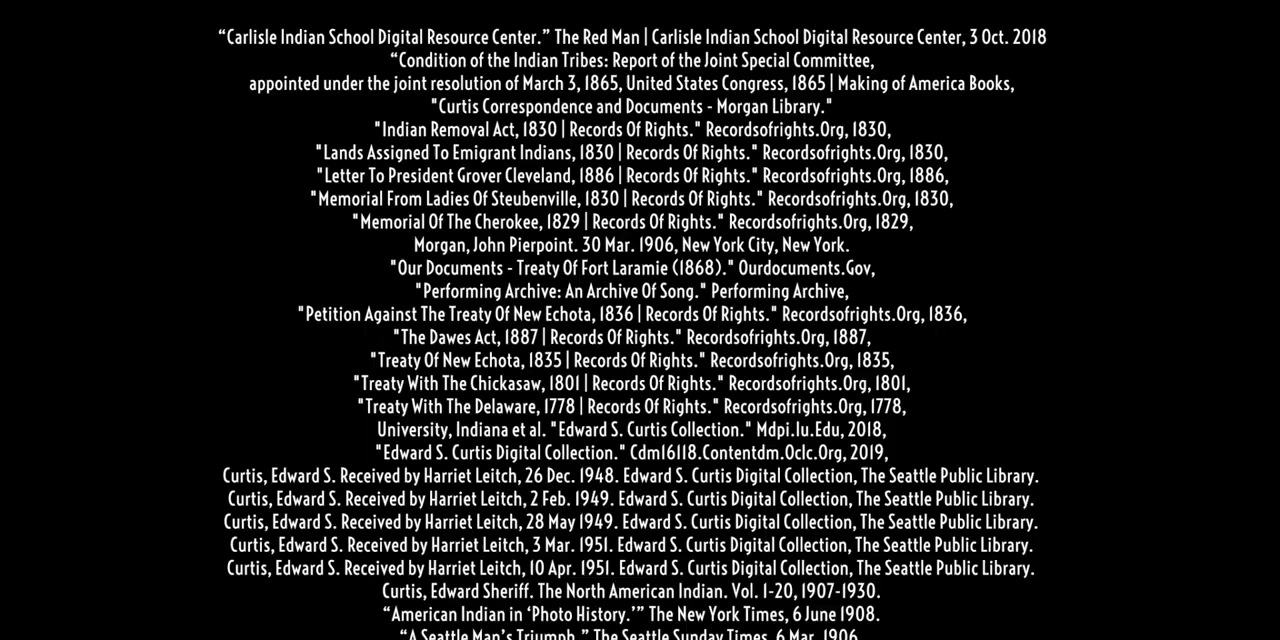 “Carlisle Indian School Digital Resource Center.” The Red Man | Carlisle Indian School Digital Resource Center, 3 Oct. 2018
“Condition of the Indian Tribes: Report of the Joint Special Committee,
appointed under the joint resolution of March 3, 1865, United States Congress, 1865 | Making of America Books,
"Curtis Correspondence and Documents - Morgan Library."
"Indian Removal Act, 1830 | Records Of Rights." Recordsofrights.Org, 1830,
"Lands Assigned To Emigrant Indians, 1830 | Records Of Rights." Recordsofrights.Org, 1830,
"Letter To President Grover Cleveland, 1886 | Records Of Rights." Recordsofrights.Org, 1886,
"Memorial From Ladies Of Steubenville, 1830 | Records Of Rights." Recordsofrights.Org, 1830,
"Memorial Of The Cherokee, 1829 | Records Of Rights." Recordsofrights.Org, 1829,
Morgan, John Pierpoint. 30 Mar. 1906, New York City, New York.
"Our Documents - Treaty Of Fort Laramie (1868)." Ourdocuments.Gov,
"Performing Archive: An Archive Of Song." Performing Archive,
"Petition Against The Treaty Of New Echota, 1836 | Records Of Rights." Recordsofrights.Org, 1836,
"The Dawes Act, 1887 | Records Of Rights." Recordsofrights.Org, 1887,
"Treaty Of New Echota, 1835 | Records Of Rights." Recordsofrights.Org, 1835,
"Treaty With The Chickasaw, 1801 | Records Of Rights." Recordsofrights.Org, 1801,
"Treaty With The Delaware, 1778 | Records Of Rights." Recordsofrights.Org, 1778,
University, Indiana et al. "Edward S. Curtis Collection." Mdpi.Iu.Edu, 2018,
"Edward S. Curtis Digital Collection." Cdm16118.Contentdm.Oclc.Org, 2019,
Curtis, Edward S. Received by Harriet Leitch, 26 Dec. 1948. Edward S. Curtis Digital Collection, The Seattle Public Library.
Curtis, Edward S. Received by Harriet Leitch, 2 Feb. 1949. Edward S. Curtis Digital Collection, The Seattle Public Library.
Curtis, Edward S. Received by Harriet Leitch, 28 May 1949. Edward S. Curtis Digital Collection, The Seattle Public Library.
Curtis, Edward S. Received by Harriet Leitch, 3 Mar. 1951. Edward S. Curtis Digital Collection, The Seattle Public Library.
Curtis, Edward S. Received by Harriet Leitch, 10 Apr. 1951. Edward S. Curtis Digital Collection, The Seattle Public Library.
Curtis, Edward Sheriff. The North American Indian. Vol. 1-20, 1907-1930.
“American Indian in ‘Photo History.’” The New York Times, 6 June 1908.
“A Seattle Man’s Triumph.” The Seattle Sunday Times, 6 Mar. 1906.